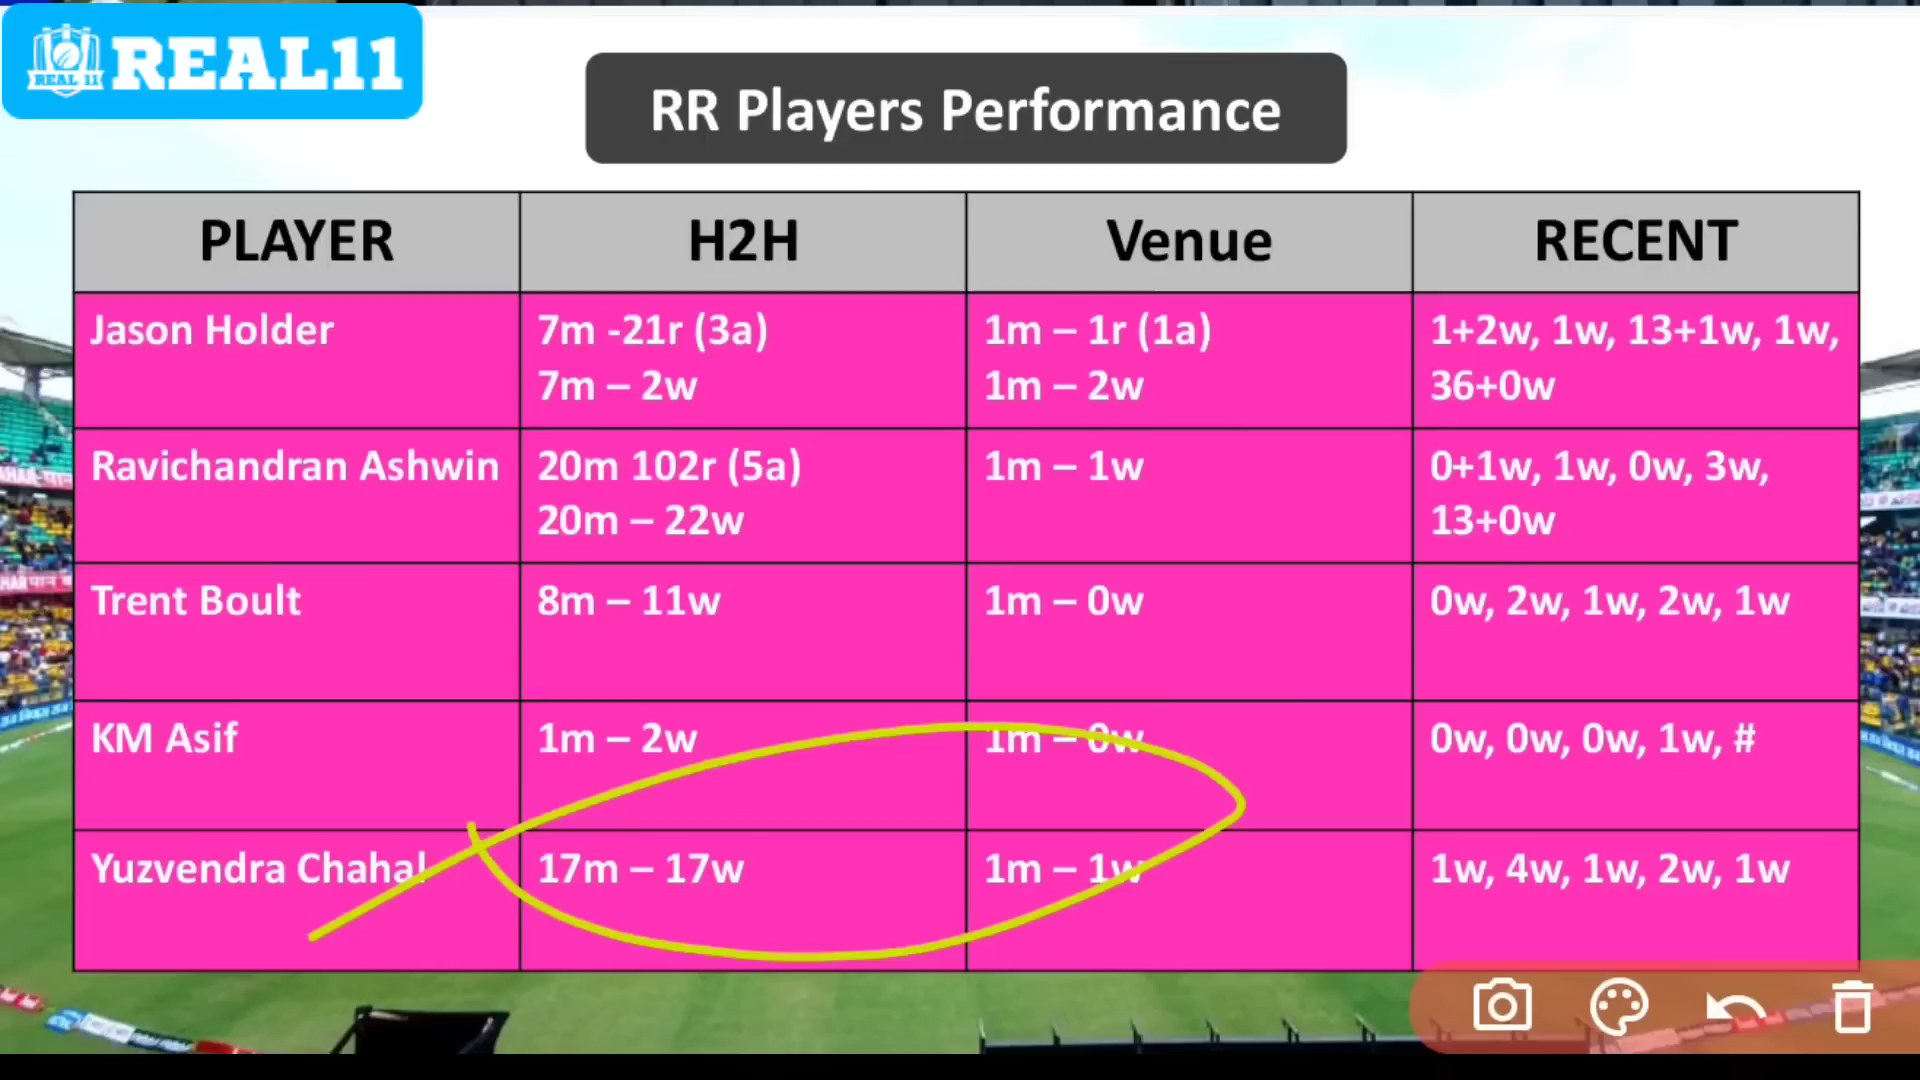 REAL 11
REAL11
RR Players Performance
PLAYER H2H Venue RECENT
Jason Holder 7m -21r (3a) 1m – 1r (1a) 1+2w, 1w, 13+1w, 1w,
7m – 2w 1m – 2w 36+0w
Ravichandran Ashwin 20m 102r (5a) 1m – 1w 0+1w, 1w, 0w, 3w,
20m – 22w 13+0w
Trent Boult 8m – 11w 1m – 0w 0w, 2w, 1w, 2w, 1w
KM Asif 1m – 2w 1m – 0w 0w, 0w, 0w, 1w, #
Yuzvendra Chahal 17m – 17w 1m – 1w 1w, 4w, 1w, 2w, 1w